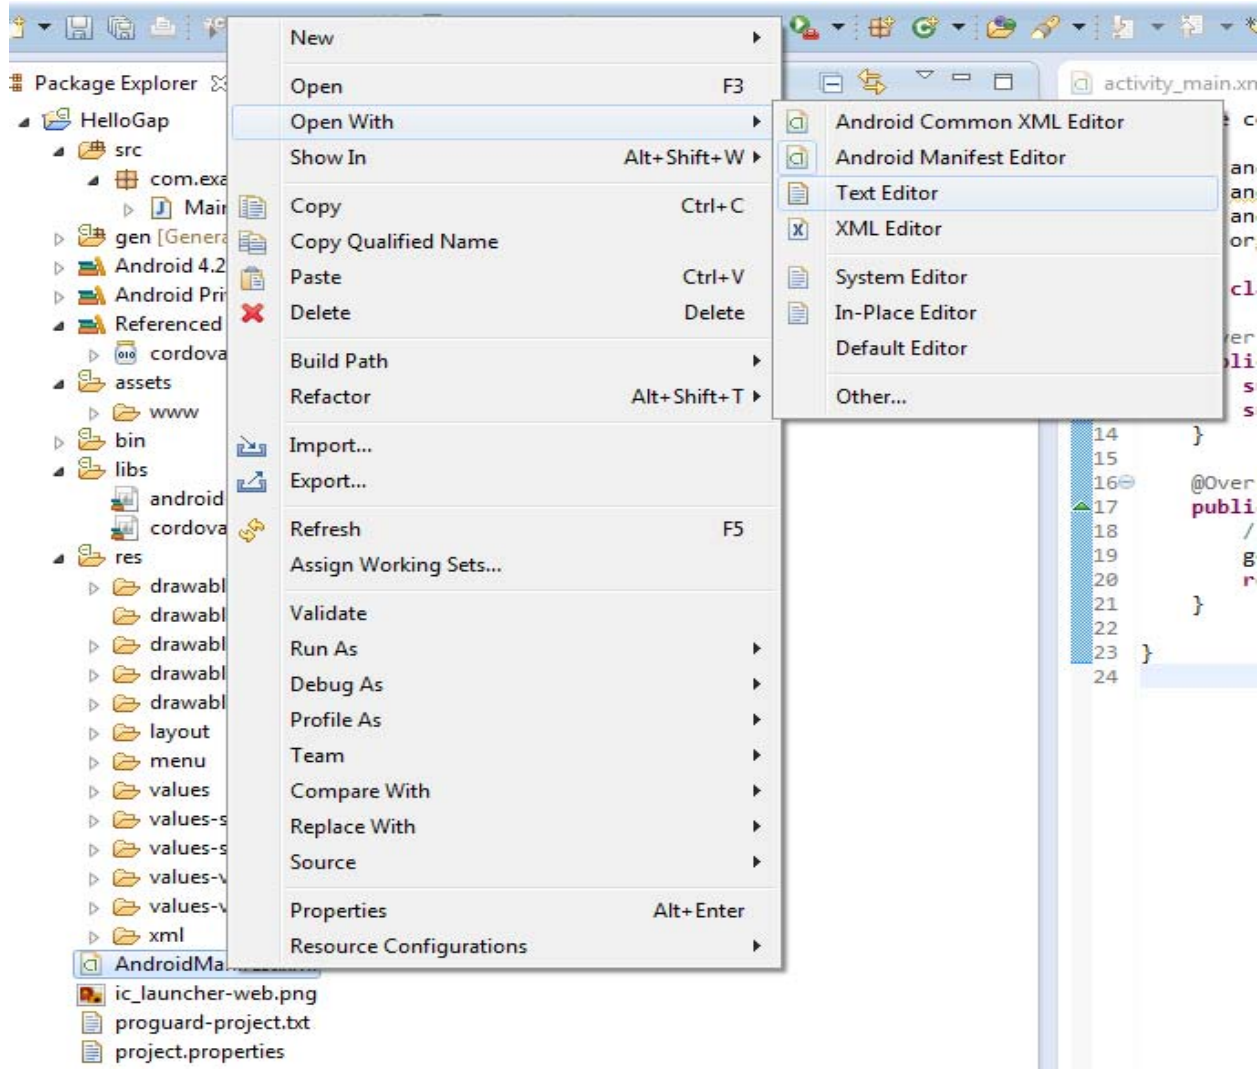 Package Explorer
HelloGap
src
com.exa
Mair
gen [Genera
Android 4.2
Android Pri
Referenced
cordova
assets
www
bin
libs
android
cordova
res
drawabl
drawabl
drawabl
drawabl
drawabl
layout
menu
values
values-s
values-s
values-v
values-v
xml
AndroidMa
ic_launcher-web.png
proguard-project.txt
project.properties
New
Open F3
Open With
Show In Alt+Shift+W
Copy Ctrl+C
Copy Qualified Name
Paste Ctrl+V
Delete Delete
Build Path
Refactor Alt+Shift+T
Import...
Export...
Refresh F5
Assign Working Sets...
Validate
Run As
Debug As
Profile As
Team
Compare With
Replace With
Source
Properties Alt+Enter
Resource Configurations
Android Common XML Editor
Android Manifest Editor
Text Editor
XML Editor
System Editor
In-Place Editor
Default Editor
Other...
activity_main.xn
14 }
15
16 @Over
17 publi
18 /
19 g
20 r
21 }
22
23 }
24